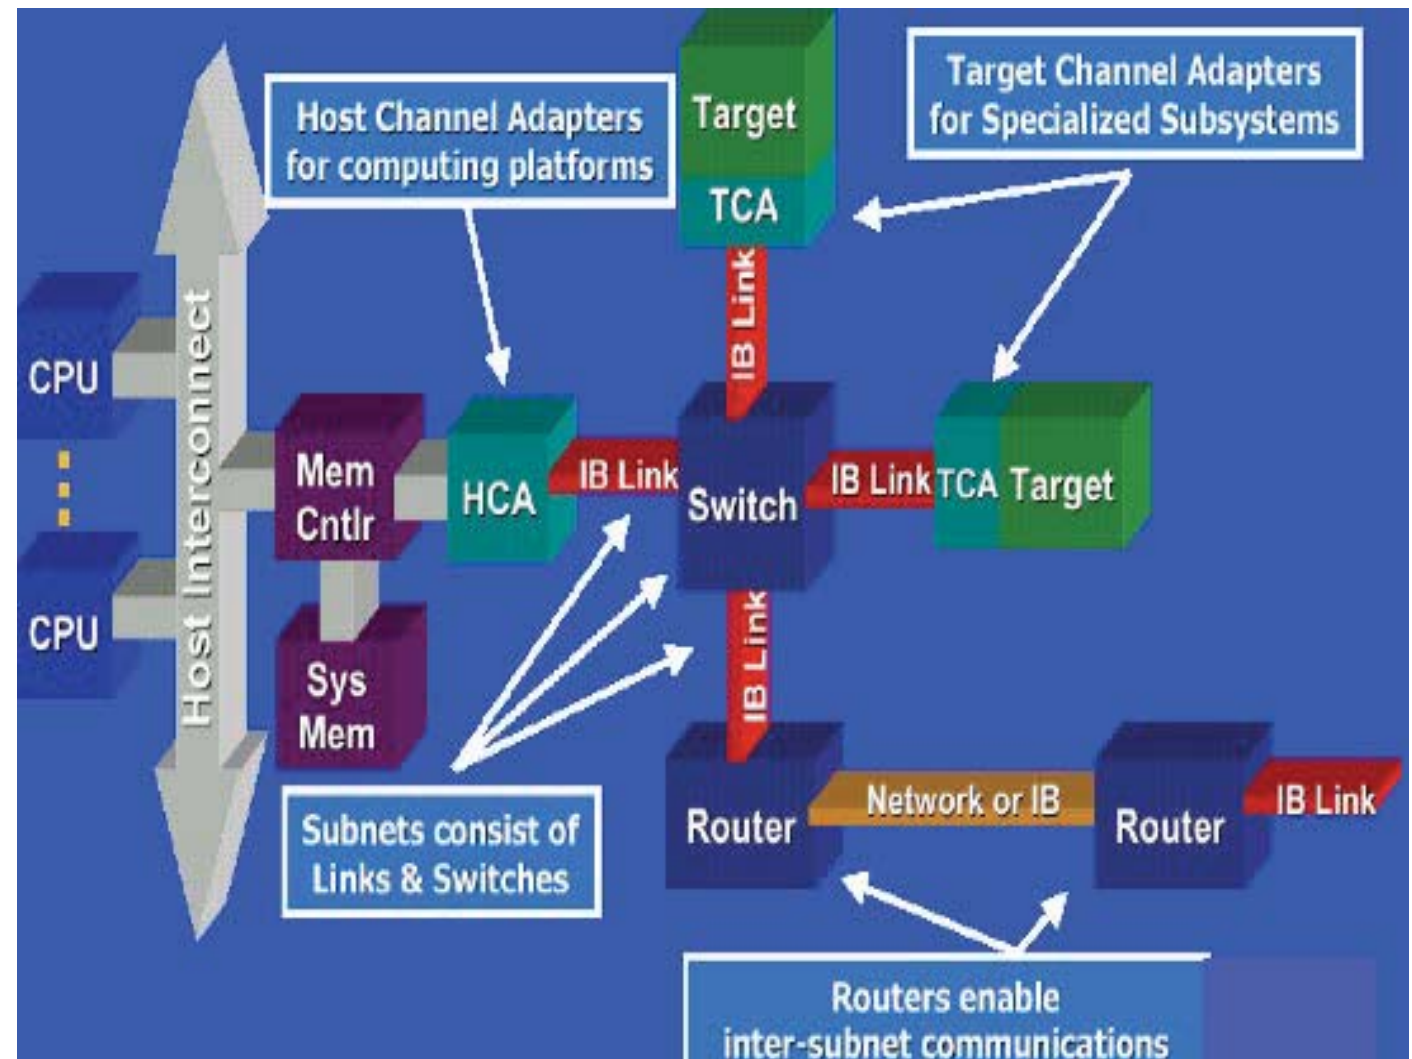 Host Channel Adapters
for computing platforms
Target
TCA
Target Channel Adapters
for Specialized Subsystems
IB Link
CPU
CPU
Host Interconnect
Mem
Cntlr
HCA
IB Link
Switch
IB Link
TCA
Target
Sys
Mem
IB Link
Subnets consist of
Links & Switches
Router
Network or IB
Router
IB Link
Routers enable
inter-subnet communications